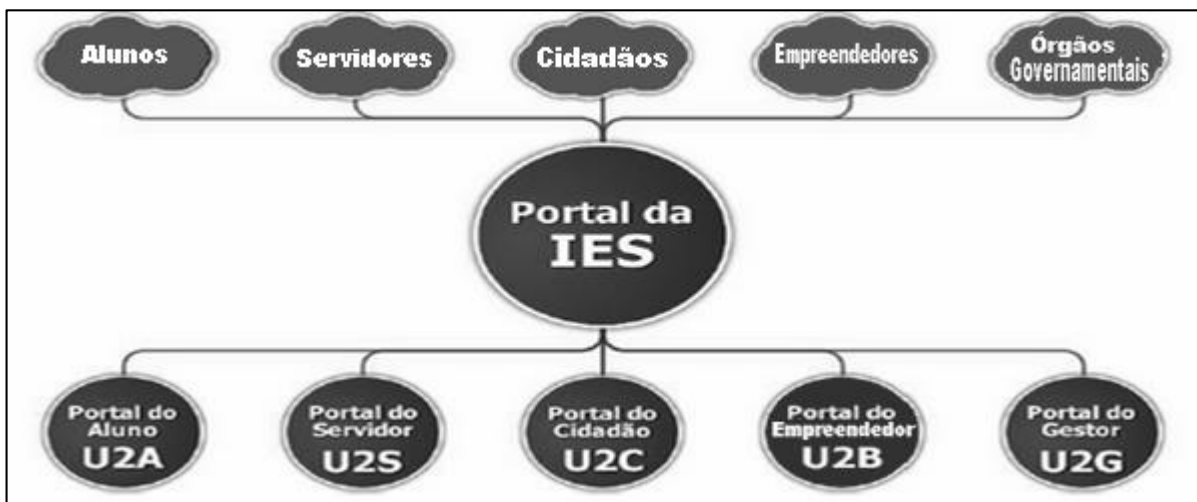 Alunos
Servidores
Cidadãos
Empreendedores
Órgãos
Governamentais
Portal da
IES
Portal do
Aluno
U2A
Portal do
Servidor
U2S
Portal do
Cidadão
U2C
Portal do
Empreendedor
U2B
Portal do
Gestor
U2G